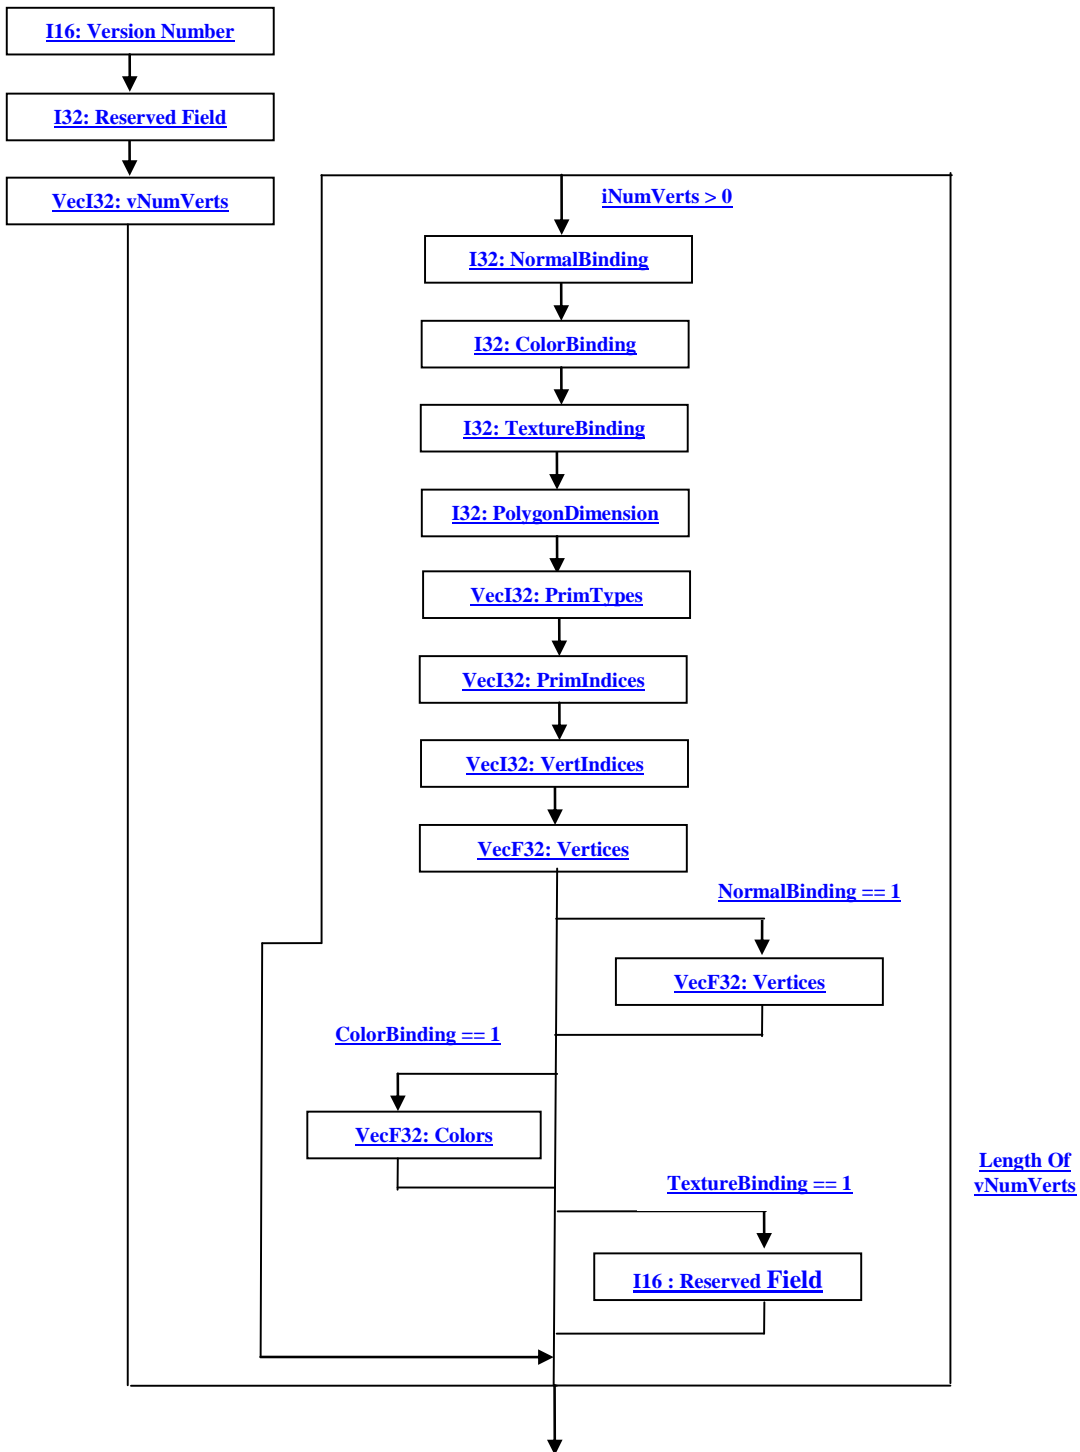 I16: Version Number
I32: Reserved Field
VecI32: vNumVerts
iNumVerts > 0
I32: NormalBinding
I32: ColorBinding
I32: TextureBinding
I32: PolygonDimension
VecI32: PrimTypes
VecI32: PrimIndices
VecI32: VertIndices
VecF32: Vertices
NormalBinding == 1
VecF32: Vertices
ColorBinding == 1
VecF32: Colors
Length Of
vNumVerts
TextureBinding == 1
I16 : Reserved Field